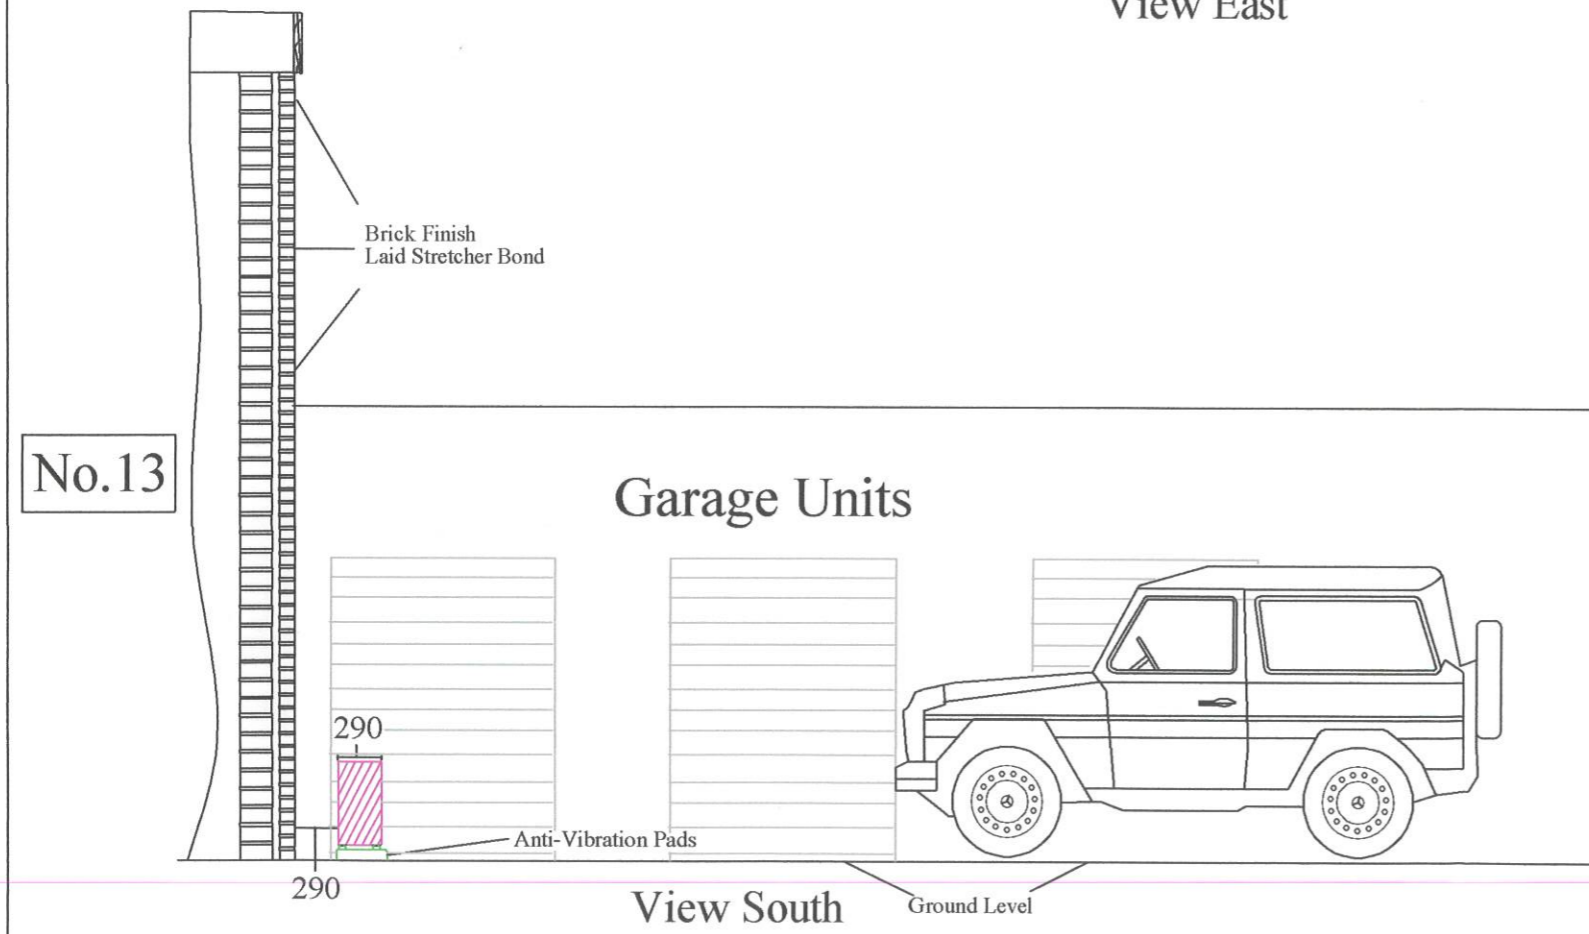 View East
Brick Finish
Laid Stretcher Bond
No.13
Garage Units
290
Anti-Vibration Pads
290
View South
Ground Level